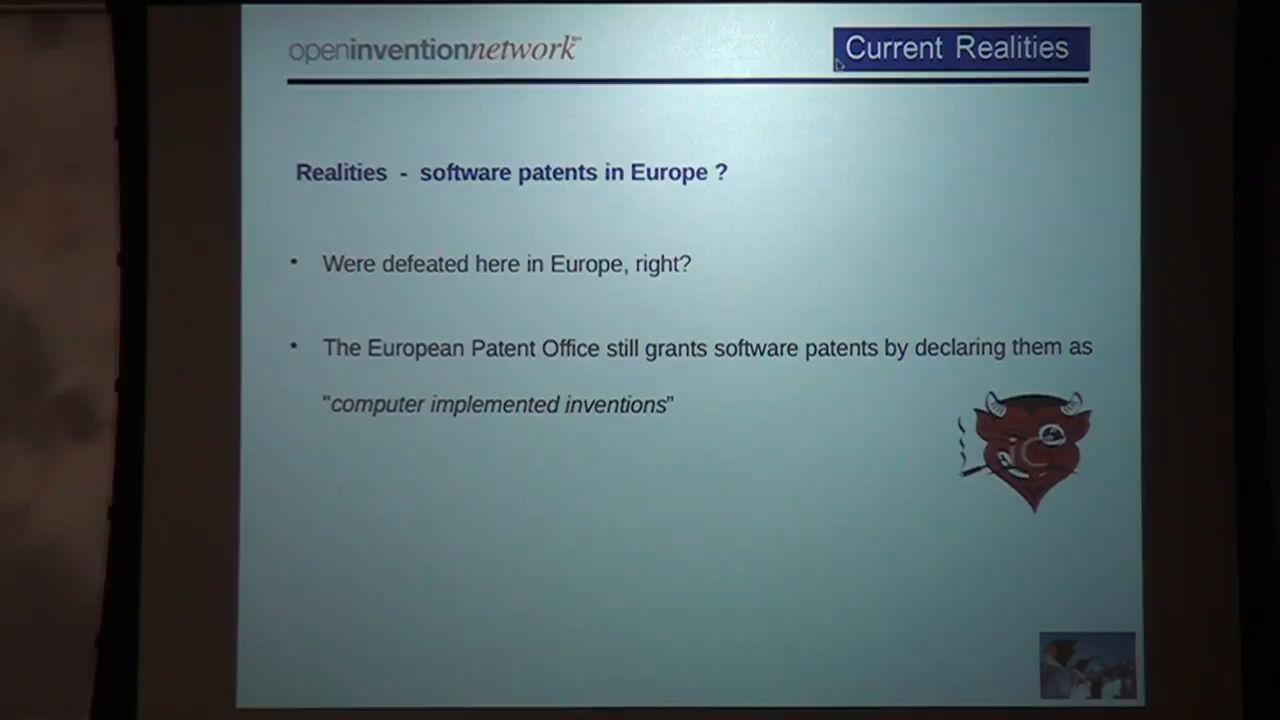 openinventionnetwork
Current Realities
Realities - software patents in Europe ?
• Were defeated here in Europe, right?
• The European Patent Office still grants software patents by declaring them as
"computer implemented inventions"
iC